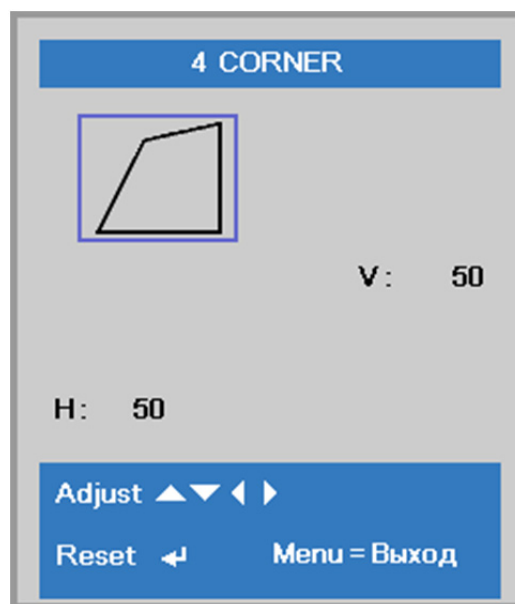 4 CORNER
V: 50
H: 50
Adjust
Reset Menu = Выход